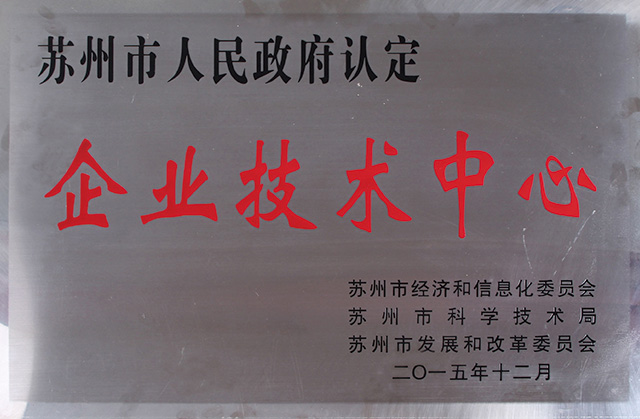 苏州市人民政府认定
企业技术中心
苏州市经济和信息化委员会
苏州市科学技术局
苏州市发展和改革委员会
二〇一五年十二月